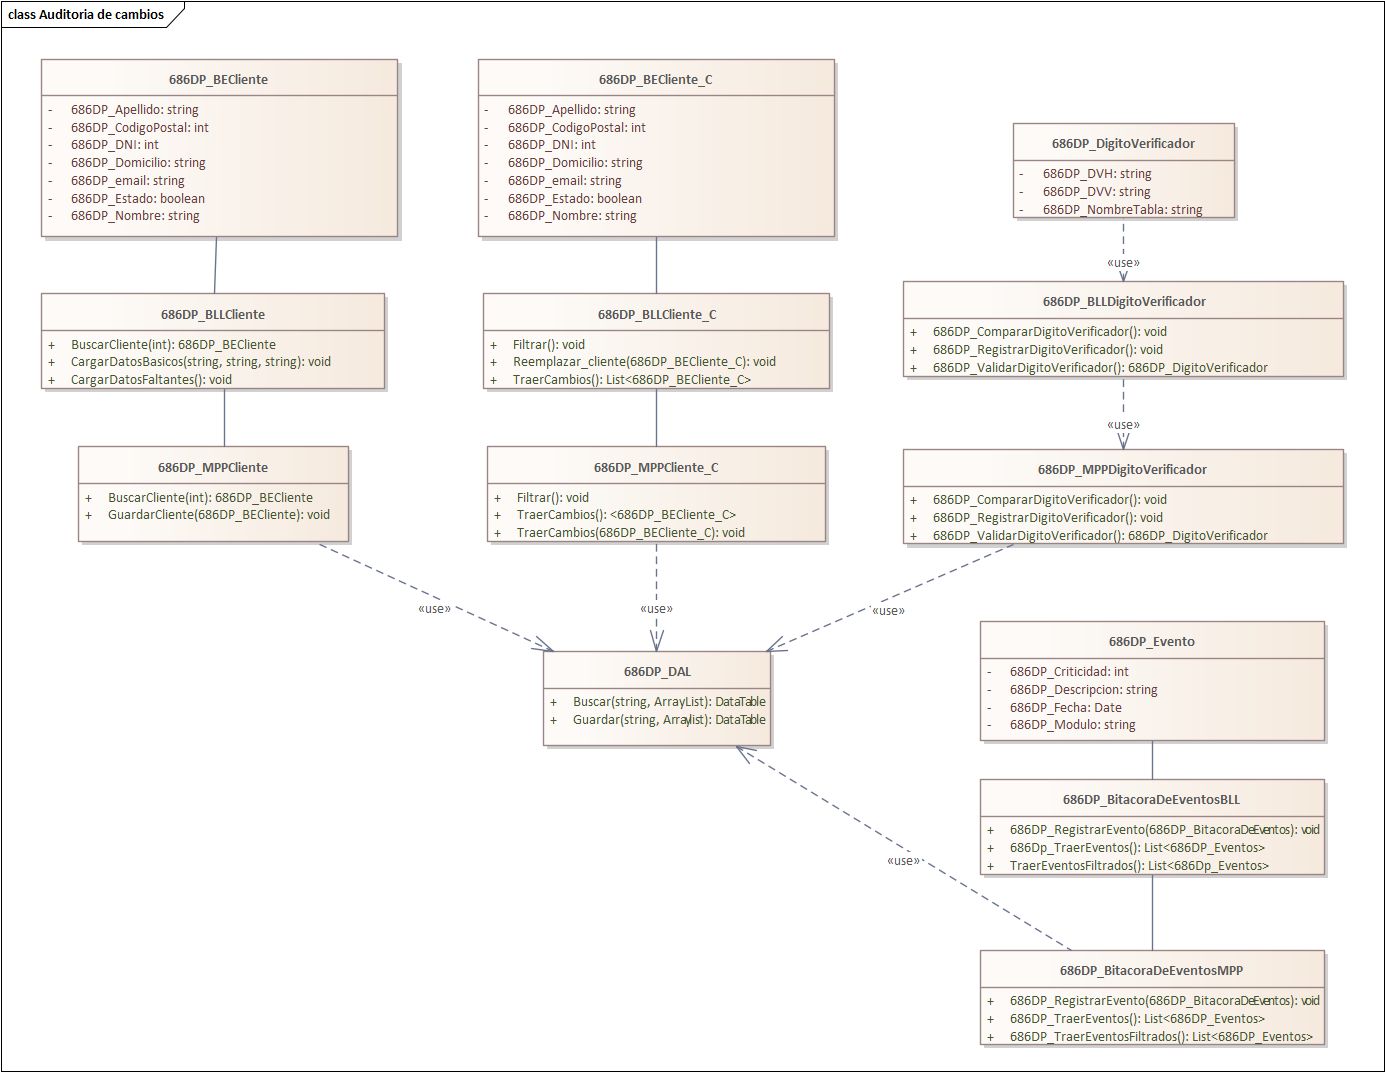 class Auditoria de cambios
686DP_BECliente
- 686DP_Apellido: string
- 686DP_CodigoPostal: int
- 686DP_DNI: int
- 686DP_Domicilio: string
- 686DP_email: string
- 686DP_Estado: boolean
- 686DP_Nombre: string
686DP_BECliente_C
- 686DP_Apellido: string
- 686DP_CodigoPostal: int
- 686DP_DNI: int
- 686DP_Domicilio: string
- 686DP_email: string
- 686DP_Estado: boolean
- 686DP_Nombre: string
686DP_DigitoVerificador
- 686DP_DVH: string
- 686DP_DVV: string
- 686DP_NombreTabla: string
«use»
686DP_BLLCliente
+ BuscarCliente(int): 686DP_BECliente
+ CargarDatosBasicos(string, string, string): void
+ CargarDatosFaltantes(): void
686DP_BLLCliente_C
+ Filtrar(): void
+ Reemplazar_cliente(686DP_BECliente_C): void
+ TraerCambios(): List<686DP_BECliente_C>
686DP_BLLDigitoVerificador
+ 686DP_CompararDigitoVerificador(): void
+ 686DP_RegistrarDigitoVerificador(): void
+ 686DP_ValidarDigitoVerificador(): 686DP_DigitoVerificador
«use»
686DP_MPPCliente
+ BuscarCliente(int): 686DP_BECliente
+ GuardarCliente(686DP_BECliente): void
686DP_MPPCliente_C
+ Filtrar(): void
+ TraerCambios(): <686DP_BECliente_C>
+ TraerCambios(686DP_BECliente_C): void
686DP_MPPDigitoVerificador
+ 686DP_CompararDigitoVerificador(): void
+ 686DP_RegistrarDigitoVerificador(): void
+ 686DP_ValidarDigitoVerificador(): 686DP_DigitoVerificador
«use»
«use»
«use»
686DP_DAL
+ Buscar(string, ArrayList): DataTable
+ Guardar(string, Arraylist): DataTable
686DP_Evento
- 686DP_Criticidad: int
- 686DP_Descripcion: string
- 686DP_Fecha: Date
- 686DP_Modulo: string
686DP_BitacoraDeEventosBLL
+ 686DP_RegistrarEvento(686DP_BitacoraDeEventos): void
+ 686Dp_TraerEventos(): List<686DP_Eventos>
+ TraerEventosFiltrados(): List<686Dp_Eventos>
«use»
686DP_BitacoraDeEventosMPP
+ 686DP_RegistrarEvento(686DP_BitacoraDeEventos): void
+ 686DP_TraerEventos(): List<686DP_Eventos>
+ 686DP_TraerEventosFiltrados(): List<686DP_Eventos>